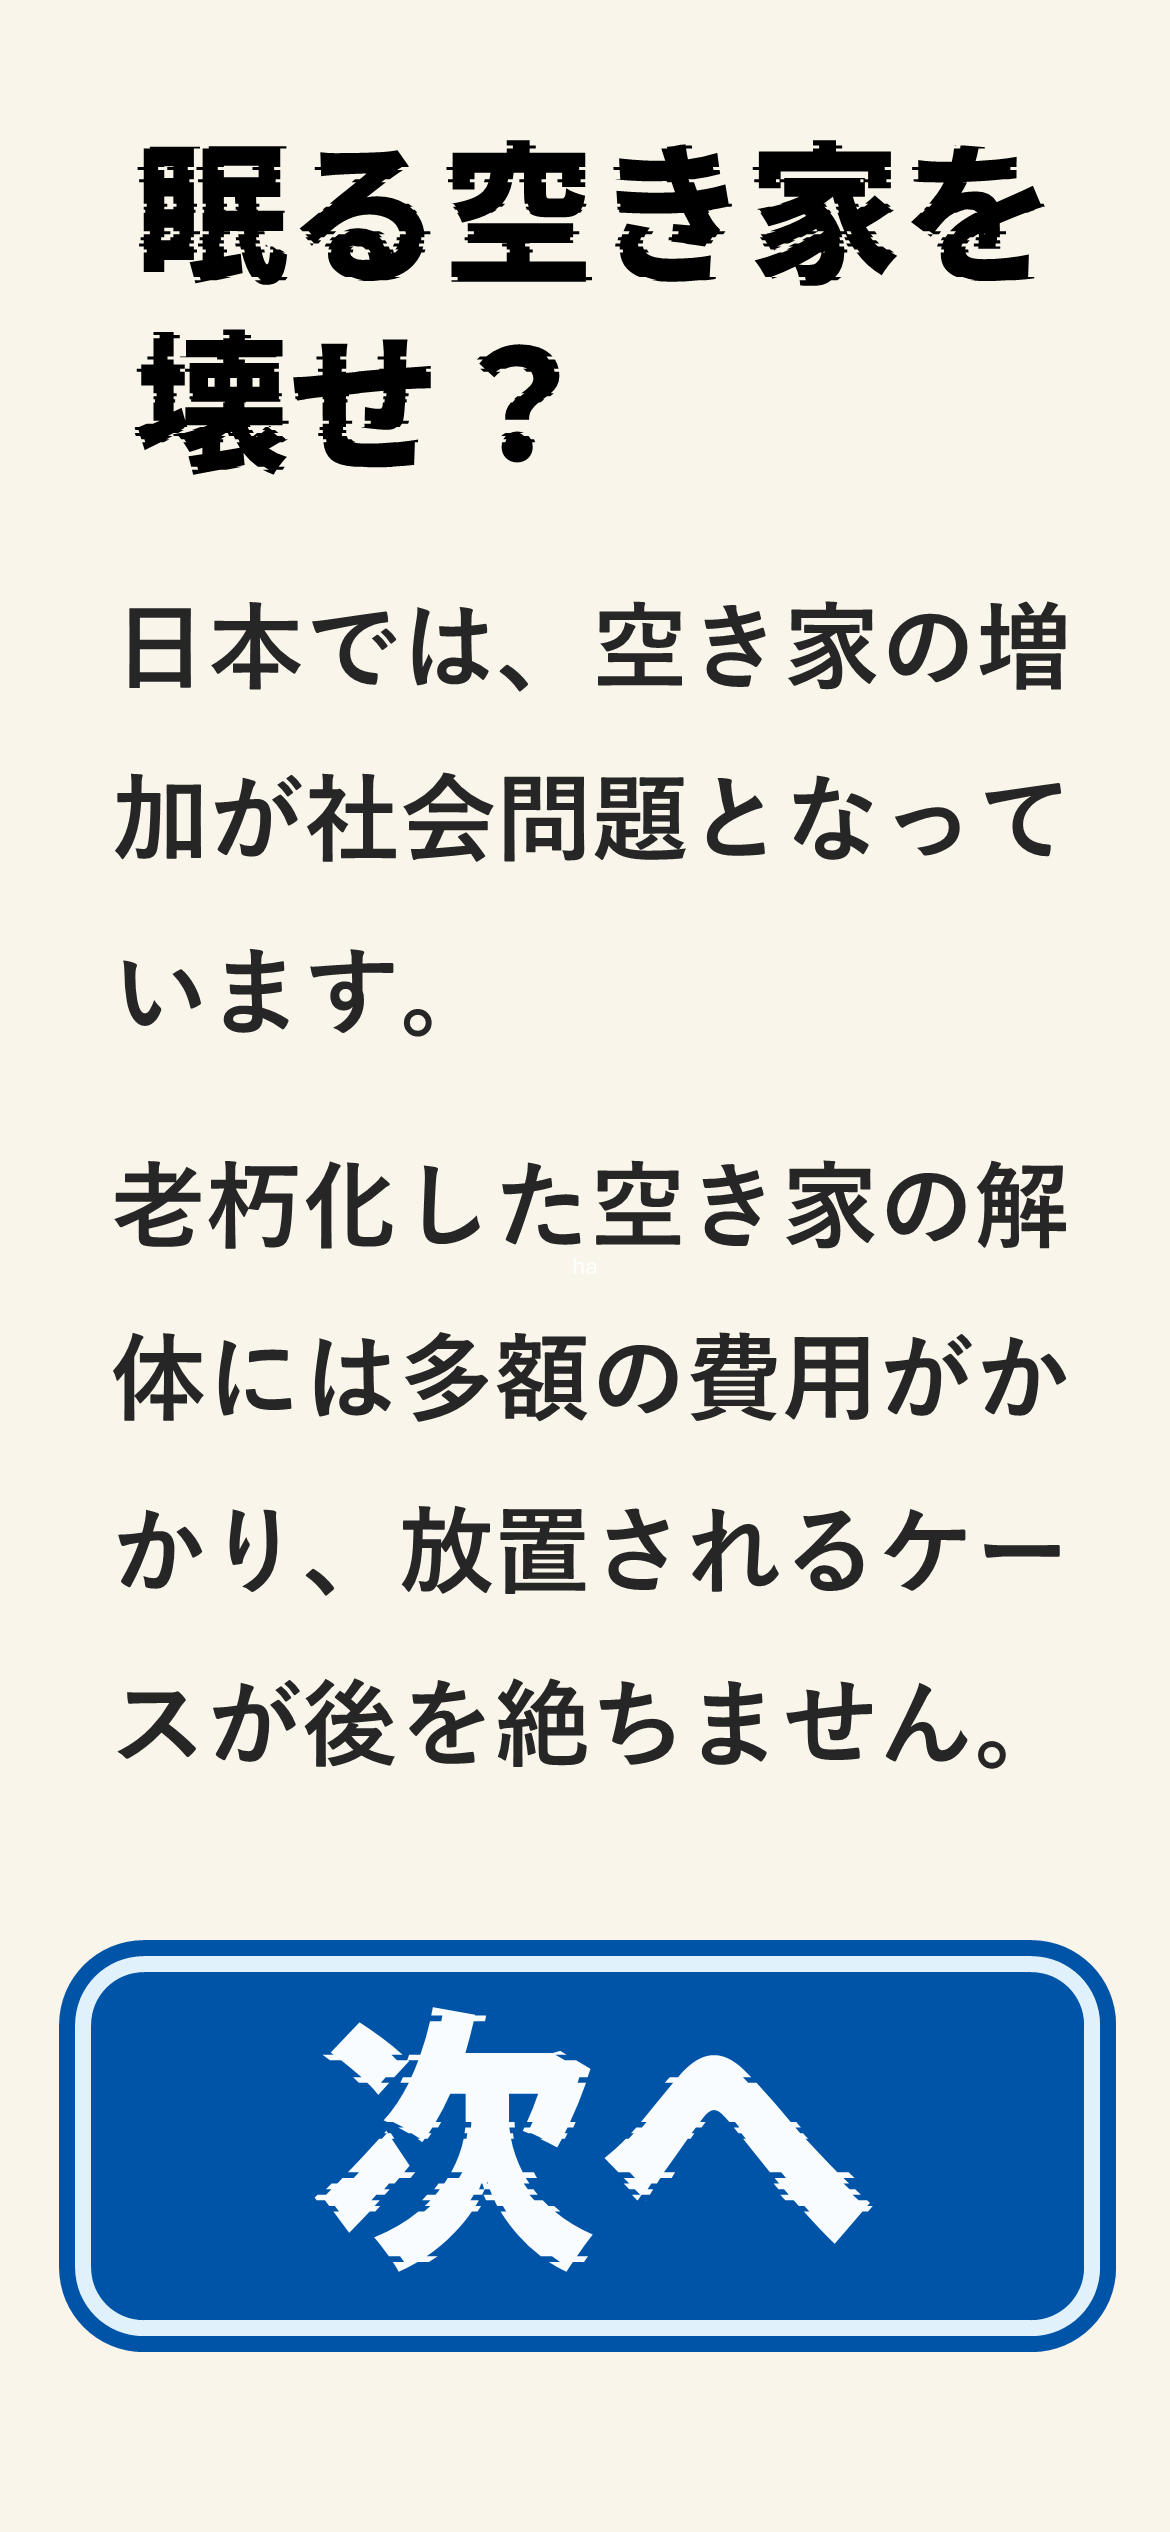 眠る空き家を
壊せ？
日本では、空き家の増
加が社会問題となって
います。
老朽化した空き家の解
ha
体には多額の費用がか
かり、放置されるケー
スが後を絶ちません。
次へ